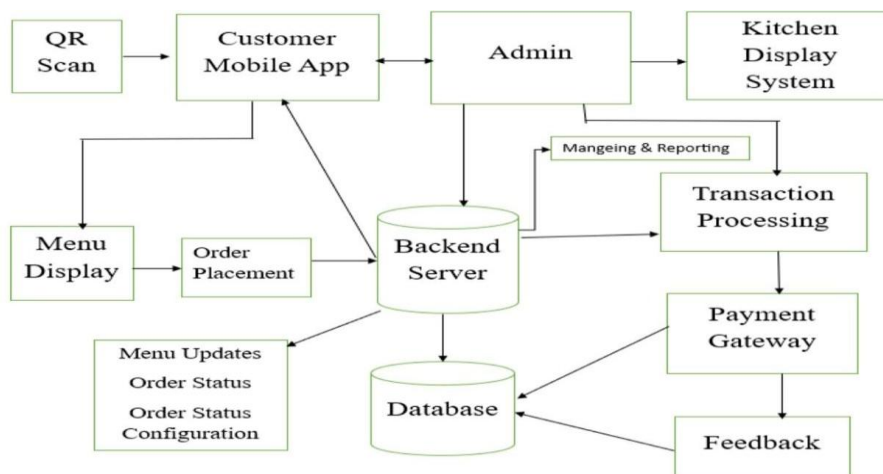 QR
Scan
Customer
Mobile App
Admin
Kitchen
Display
System
Mangeing & Reporting
Transaction
Processing
Menu
Display
Order
Placement
Backend
Server
Payment
Gateway
Menu Updates
Order Status
Order Status
Configuration
Database
Feedback